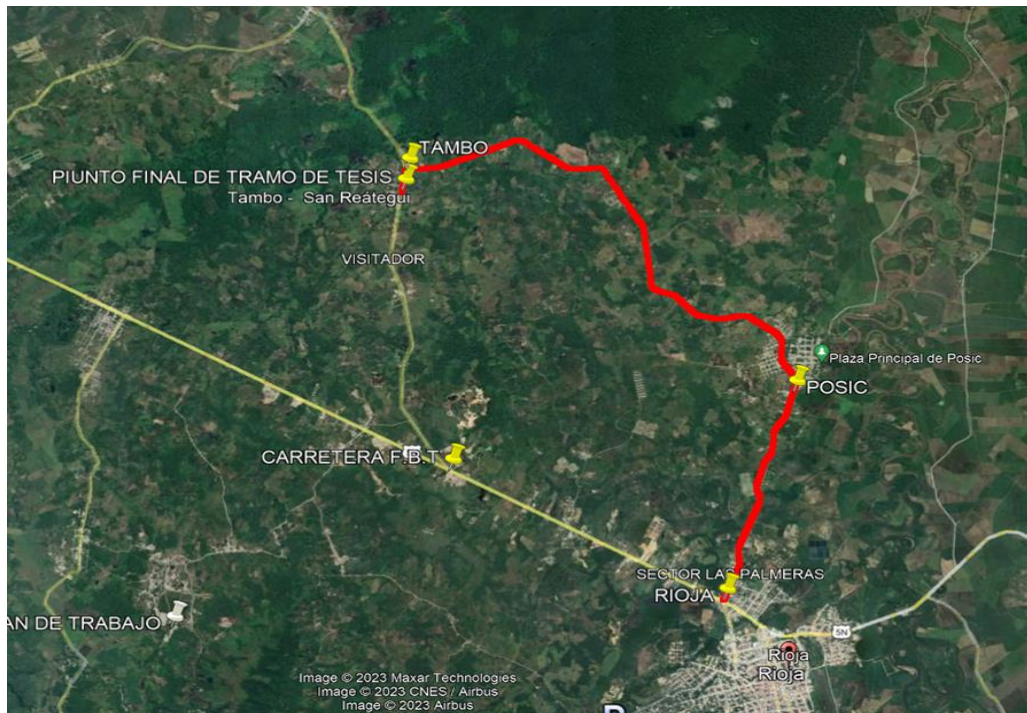 TAMBO
PIUNTO FINAL DE TRAMO DE TESIS
Tambo - San Reátegui
VISITADOR
Plaza Principal de Posic
POSIC
CARRETERA F.B.T
SECTOR LAS PALMERAS
RIOJA
AN DE TRABAJO
5N
Rioja
Rioja
Image © 2023 Maxar Technologies
Image © 2023 CNES / Airbus
Image © 2023 Airbus